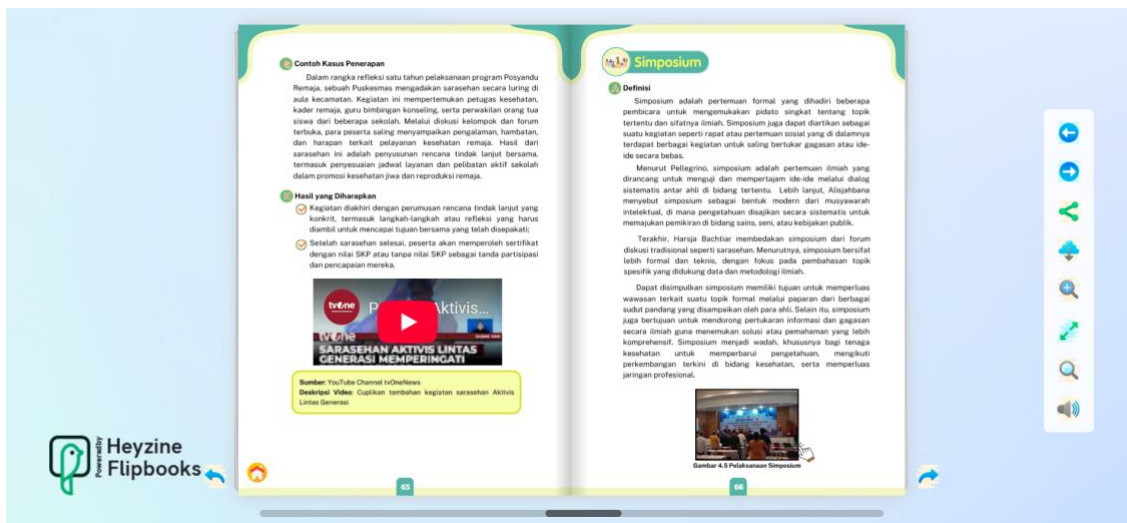 Contoh Kasus Penerapan
Dalam rangka refleksi satu tahun pelaksanaan program Posyandu
Remaja, sebuah Puskesmas mengadakan sarasehan secara luring di
aula kecamatan. Kegiatan ini mempertemukan petugas kesehatan,
kader remaja, guru bimbingan konseling, serta perwakilan orang tua
siswa dari beberapa sekolah. Melalui diskusi kelompok dan forum
terbuka, para peserta saling menyampaikan pengalaman, hambatan,
dan harapan terkait pelayanan kesehatan remaja. Hasil dari
sarasehan ini adalah penyusunan rencana tindak lanjut bersama,
termasuk penyesuaian jadwal layanan dan pelibatan aktif sekolah
dalam promosi kesehatan jiwa dan reproduksi remaja.
Hasil yang Diharapkan
Kegiatan diakhiri dengan perumusan rencana tindak lanjut yang
konkrit, termasuk langkah-langkah atau refleksi yang harus
diambil untuk mencapai tujuan bersama yang telah disepakati;
Setelah sarasehan selesai, peserta akan memperoleh sertifikat
dengan nilai SKP atau tanpa nilai SKP sebagai tanda partisipasi
dan pencapaian mereka.
tvOne
P Aktivis...
tvOne
SARASEHAN AKTIVIS LINTAS
GENERASI MEMPERINGATI
Sumber: YouTube Channel tvOneNews
Deskripsi Video: Cuplikan tambahan kegiatan sarasehan Aktivis
Lintas Generasi
65
Simposium
Definisi
Simposium adalah pertemuan formal yang dihadiri beberapa
pembicara untuk mengemukakan pidato singkat tentang topik
tertentu dan sifatnya ilmiah. Simposium juga dapat diartikan sebagai
suatu kegiatan seperti rapat atau pertemuan sosial yang di dalamnya
terdapat berbagai kegiatan untuk saling bertukar gagasan atau ide-
ide secara bebas.
Menurut Pellegrino, simposium adalah pertemuan ilmiah yang
dirancang untuk menguji dan mempertajam ide-ide melalui dialog
sistematis antar ahli di bidang tertentu. Lebih lanjut, Alisjahbana
menyebut simposium sebagai bentuk modern dari musyawarah
intelektual, di mana pengetahuan disajikan secara sistematis untuk
memajukan pemikiran di bidang sains, seni, atau kebijakan publik.
Terakhir, Harsja Bachtiar membedakan simposium dari forum
diskusi tradisional seperti sarasehan. Menurutnya, simposium bersifat
lebih formal dan teknis, dengan fokus pada pembahasan topik
spesifik yang didukung data dan metodologi ilmiah.
Dapat disimpulkan simposium memiliki tujuan untuk memperluas
wawasan terkait suatu topik formal melalui paparan dari berbagai
sudut pandang yang disampaikan oleh para ahli. Selain itu, simposium
juga bertujuan untuk mendorong pertukaran informasi dan gagasan
secara ilmiah guna menemukan solusi atau pemahaman yang lebih
komprehensif. Simposium menjadi wadah, khususnya bagi tenaga
kesehatan untuk memperbarui pengetahuan, mengikuti
perkembangan terkini di bidang kesehatan, serta memperluas
jaringan profesional.
Gambar 4.5 Pelaksanaan Simposium
66
Powered by
Heyzine
Flipbooks